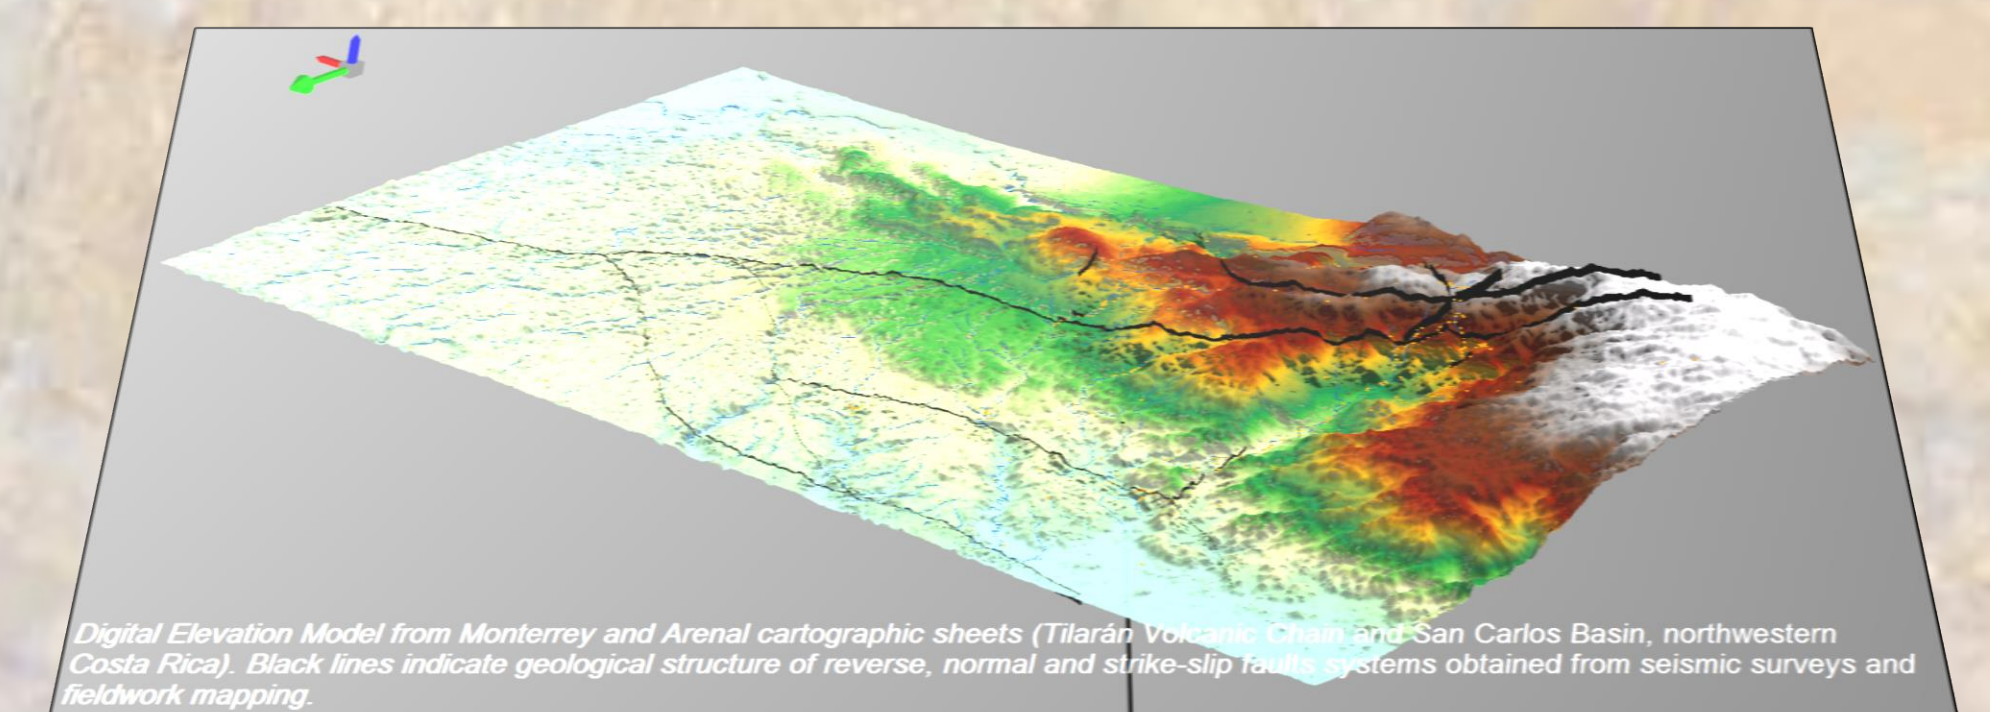 Digital Elevation Model from Monterrey and Arenal cartographic sheets (Tilarán Volcanic Chain and San Carlos Basin, northwestern
Costa Rica). Black lines indicate geological structure of reverse, normal and strike-slip faults systems obtained from seismic surveys and
fieldwork mapping.